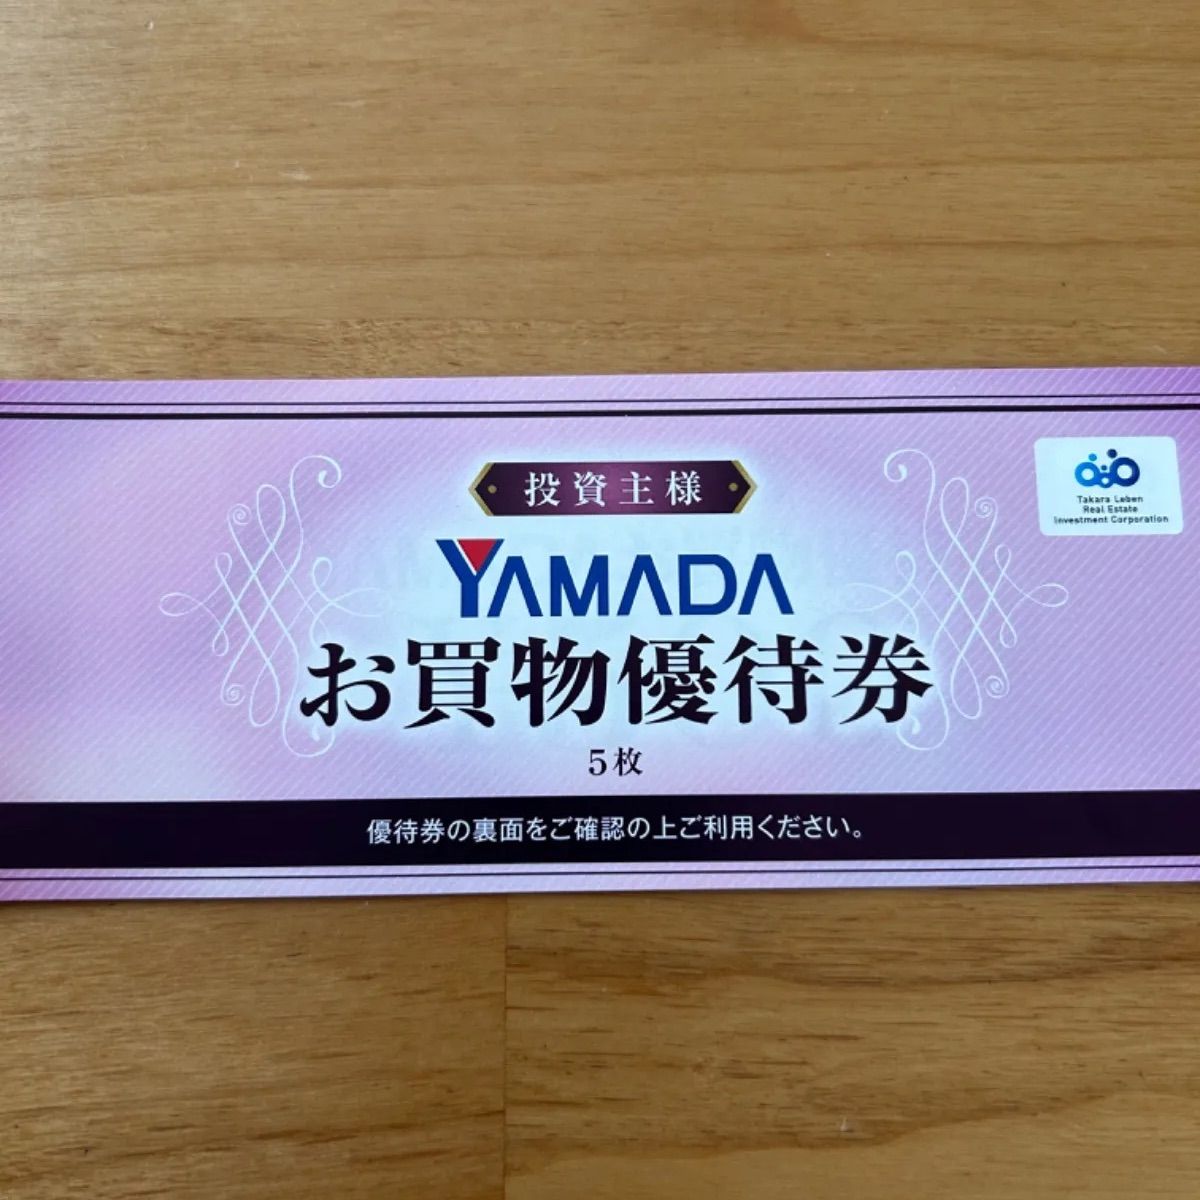 投資主様
Takara Leben
Real Estate
Investment Corporation
YAMADA
お買物優待券
5枚
優待券の裏面をご確認の上ご利用ください。